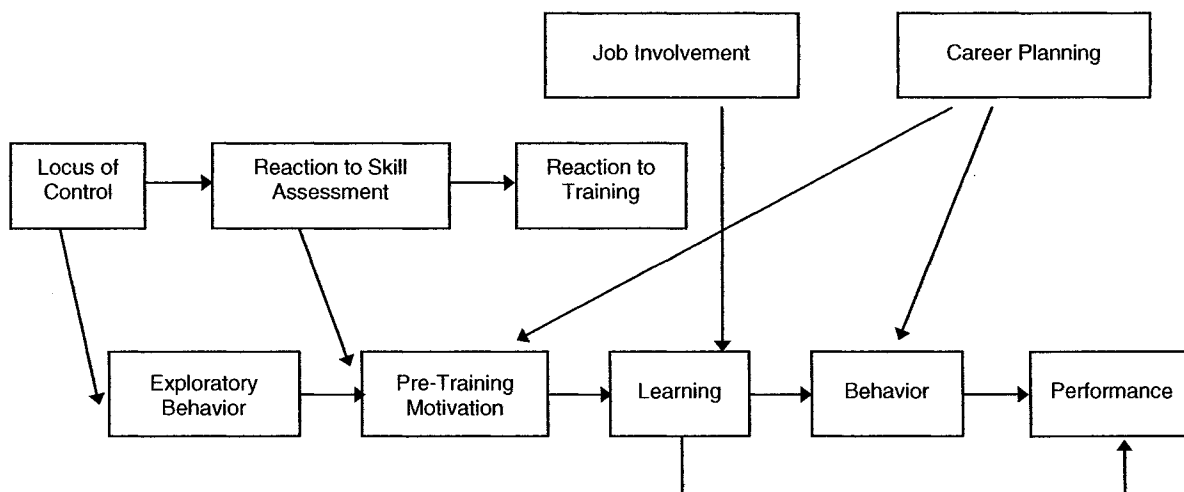 Job Involvement
Career Planning
Locus of
Control
Reaction to Skill
Assessment
Reaction to
Training
Exploratory
Behavior
Pre-Training
Motivation
Learning
Behavior
Performance